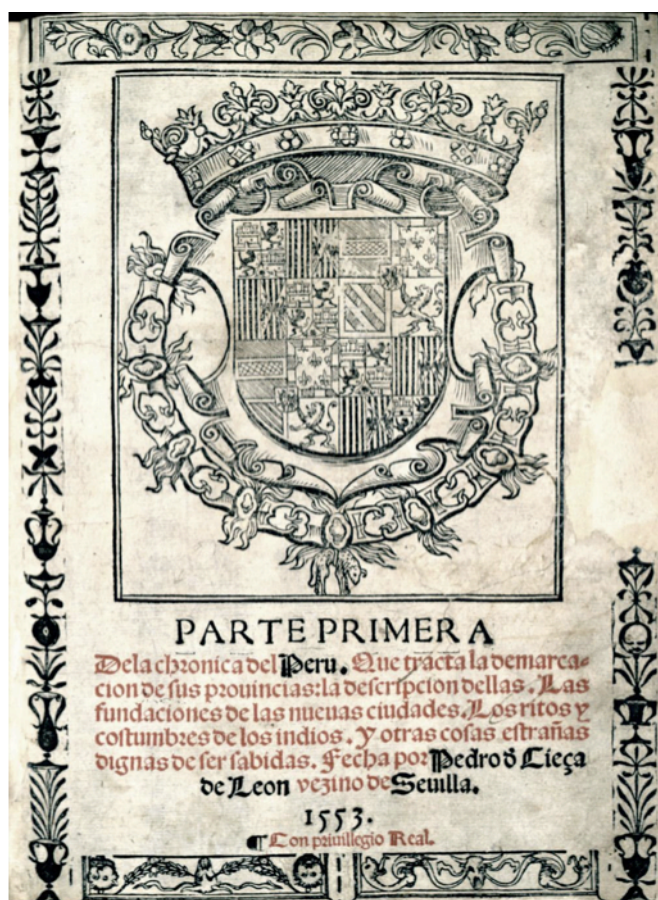 PARTE PRIMERA
Dela chronica del Peru. Que tracta la demarca-
cion de sus prouincias: la descripcion dellas. Las
fundaciones de las nueuas ciudades. Los ritos y
costumbres de los indios. Y otras cosas estrañas
dignas de ser sabidas. Fecha por Pedro d Cieça
de Leon vezino de Seuilla.
1553.
¶ Con priuillegio Real.